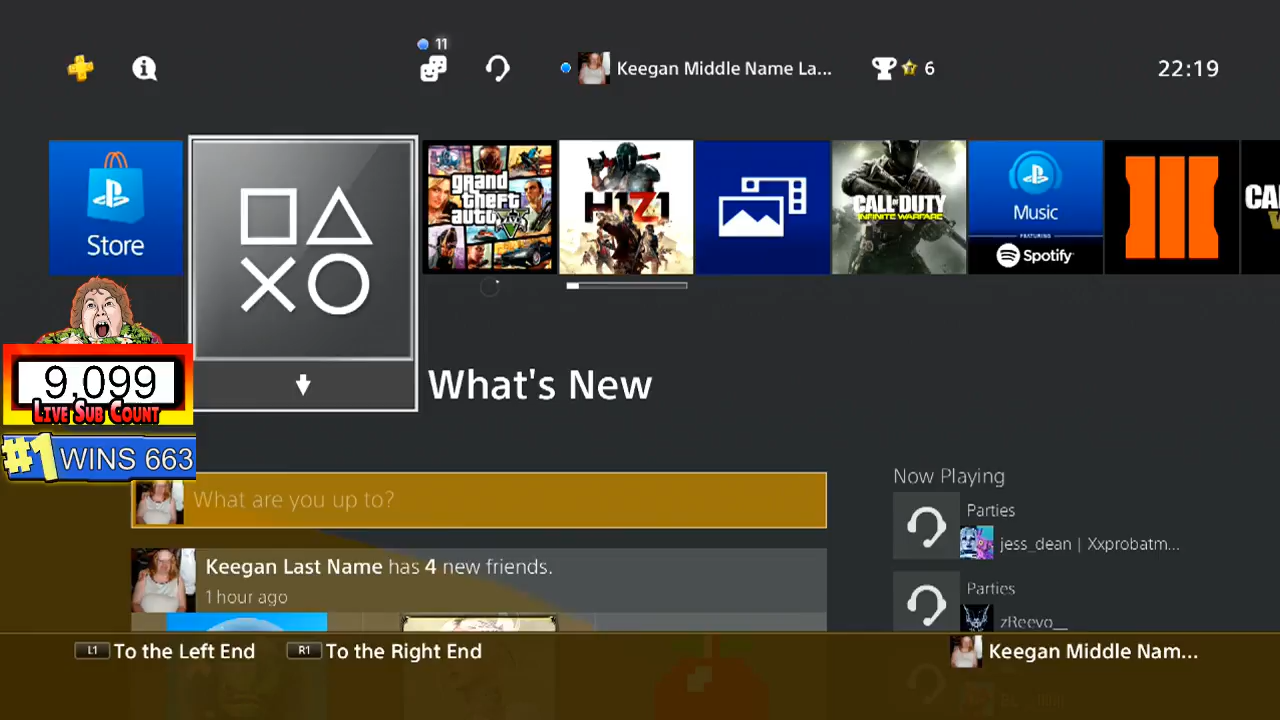 11
Keegan Middle Name La...
6
22:19
Store
grand
theft
auto
V
H1Z1
CALL OF DUTY
INFINITE WARFARE
Music
FEATURING
Spotify
III
9,099
LIVE SUB COUNT
#1 WINS 663
What's New
What are you up to?
Keegan Last Name has 4 new friends.
1 hour ago
Now Playing
Parties
jess_dean | Xxprobatm...
Parties
zReevo__
L1 To the Left End
R1 To the Right End
Keegan Middle Nam...